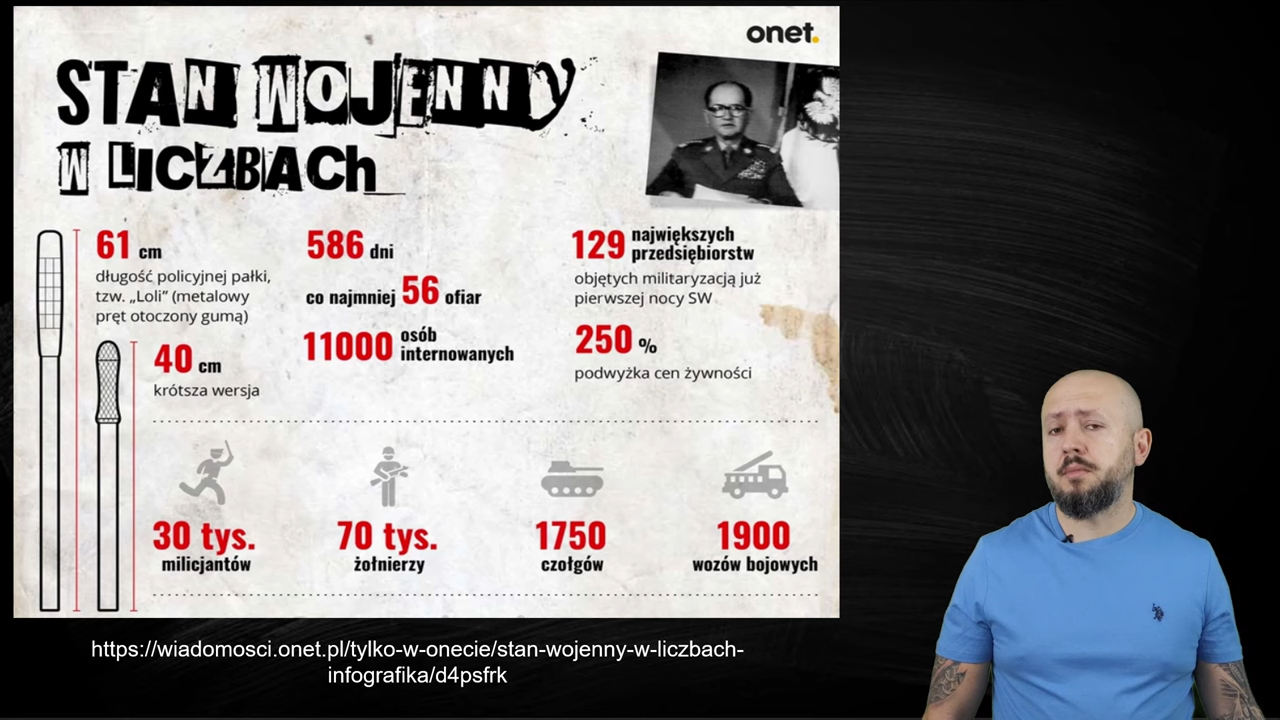 onet.
STAN WOJENNY
W LICZBACh
61 cm
długość policyjnej pałki,
tzw. „Loli” (metalowy
pręt otoczony gumą)
40 cm
krótsza wersja
586 dni
co najmniej 56 ofiar
11000 osób
internowanych
129 największych
przedsiębiorstw
objętych militaryzacją już
pierwszej nocy SW
250 %
podwyżka cen żywności
30 tys.
milicjantów
70 tys.
żołnierzy
1750
czołgów
1900
wozów bojowych
https://wiadomosci.onet.pl/tylko-w-onecie/stan-wojenny-w-liczbach-
infografika/d4psfrk